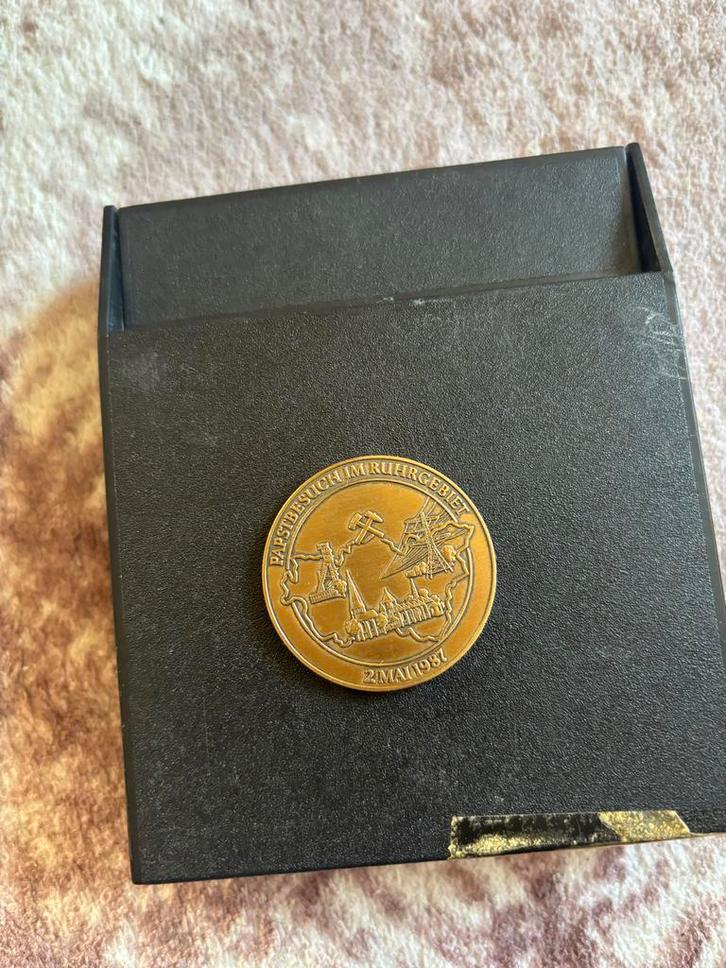 PAPSTBESUCH IM RUHRGEBIET
2. MAI 1987